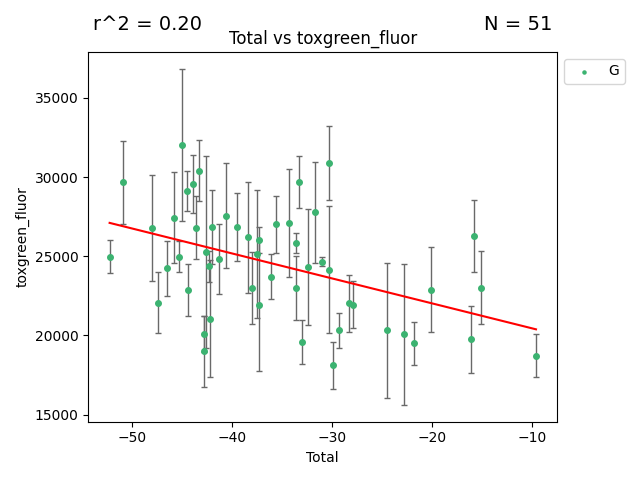 r^2 = 0.20
N = 51
Total vs toxgreen_fluor
G
35000
30000
25000
20000
15000
toxgreen_fluor
−50
−40
−30
−20
−10
Total